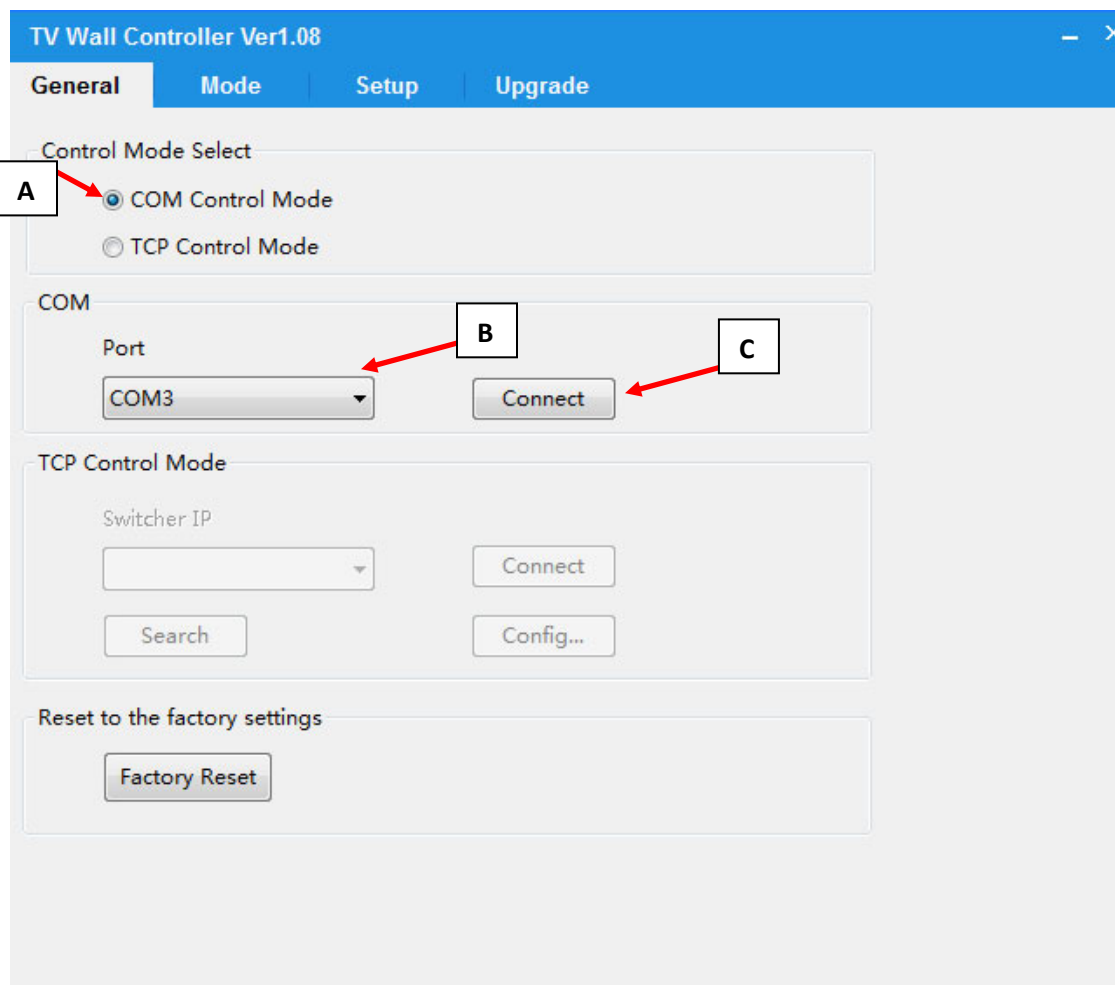 TV Wall Controller Ver1.08
General Mode Setup Upgrade
Control Mode Select
A
COM Control Mode
TCP Control Mode
COM
Port
B
C
COM3
Connect
TCP Control Mode
Switcher IP
Connect
Search
Config...
Reset to the factory settings
Factory Reset